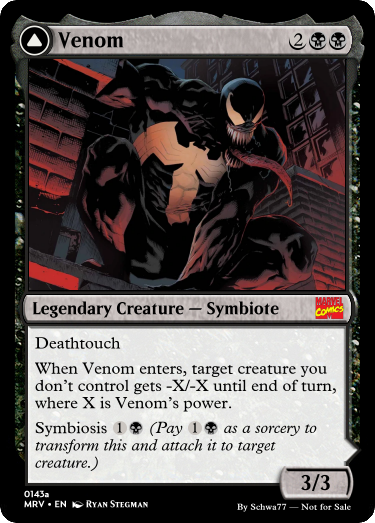 Venom 2
Legendary Creature — Symbiote
MARVEL
COMICS
Deathtouch
When Venom enters, target creature you
don't control gets -X/-X until end of turn,
where X is Venom's power.
Symbiosis 1 (Pay 1 as a sorcery to
transform this and attach it to target
creature.)
3/3
0143a
MRV • EN Ryan Stegman
By Schwa77 — Not for Sale